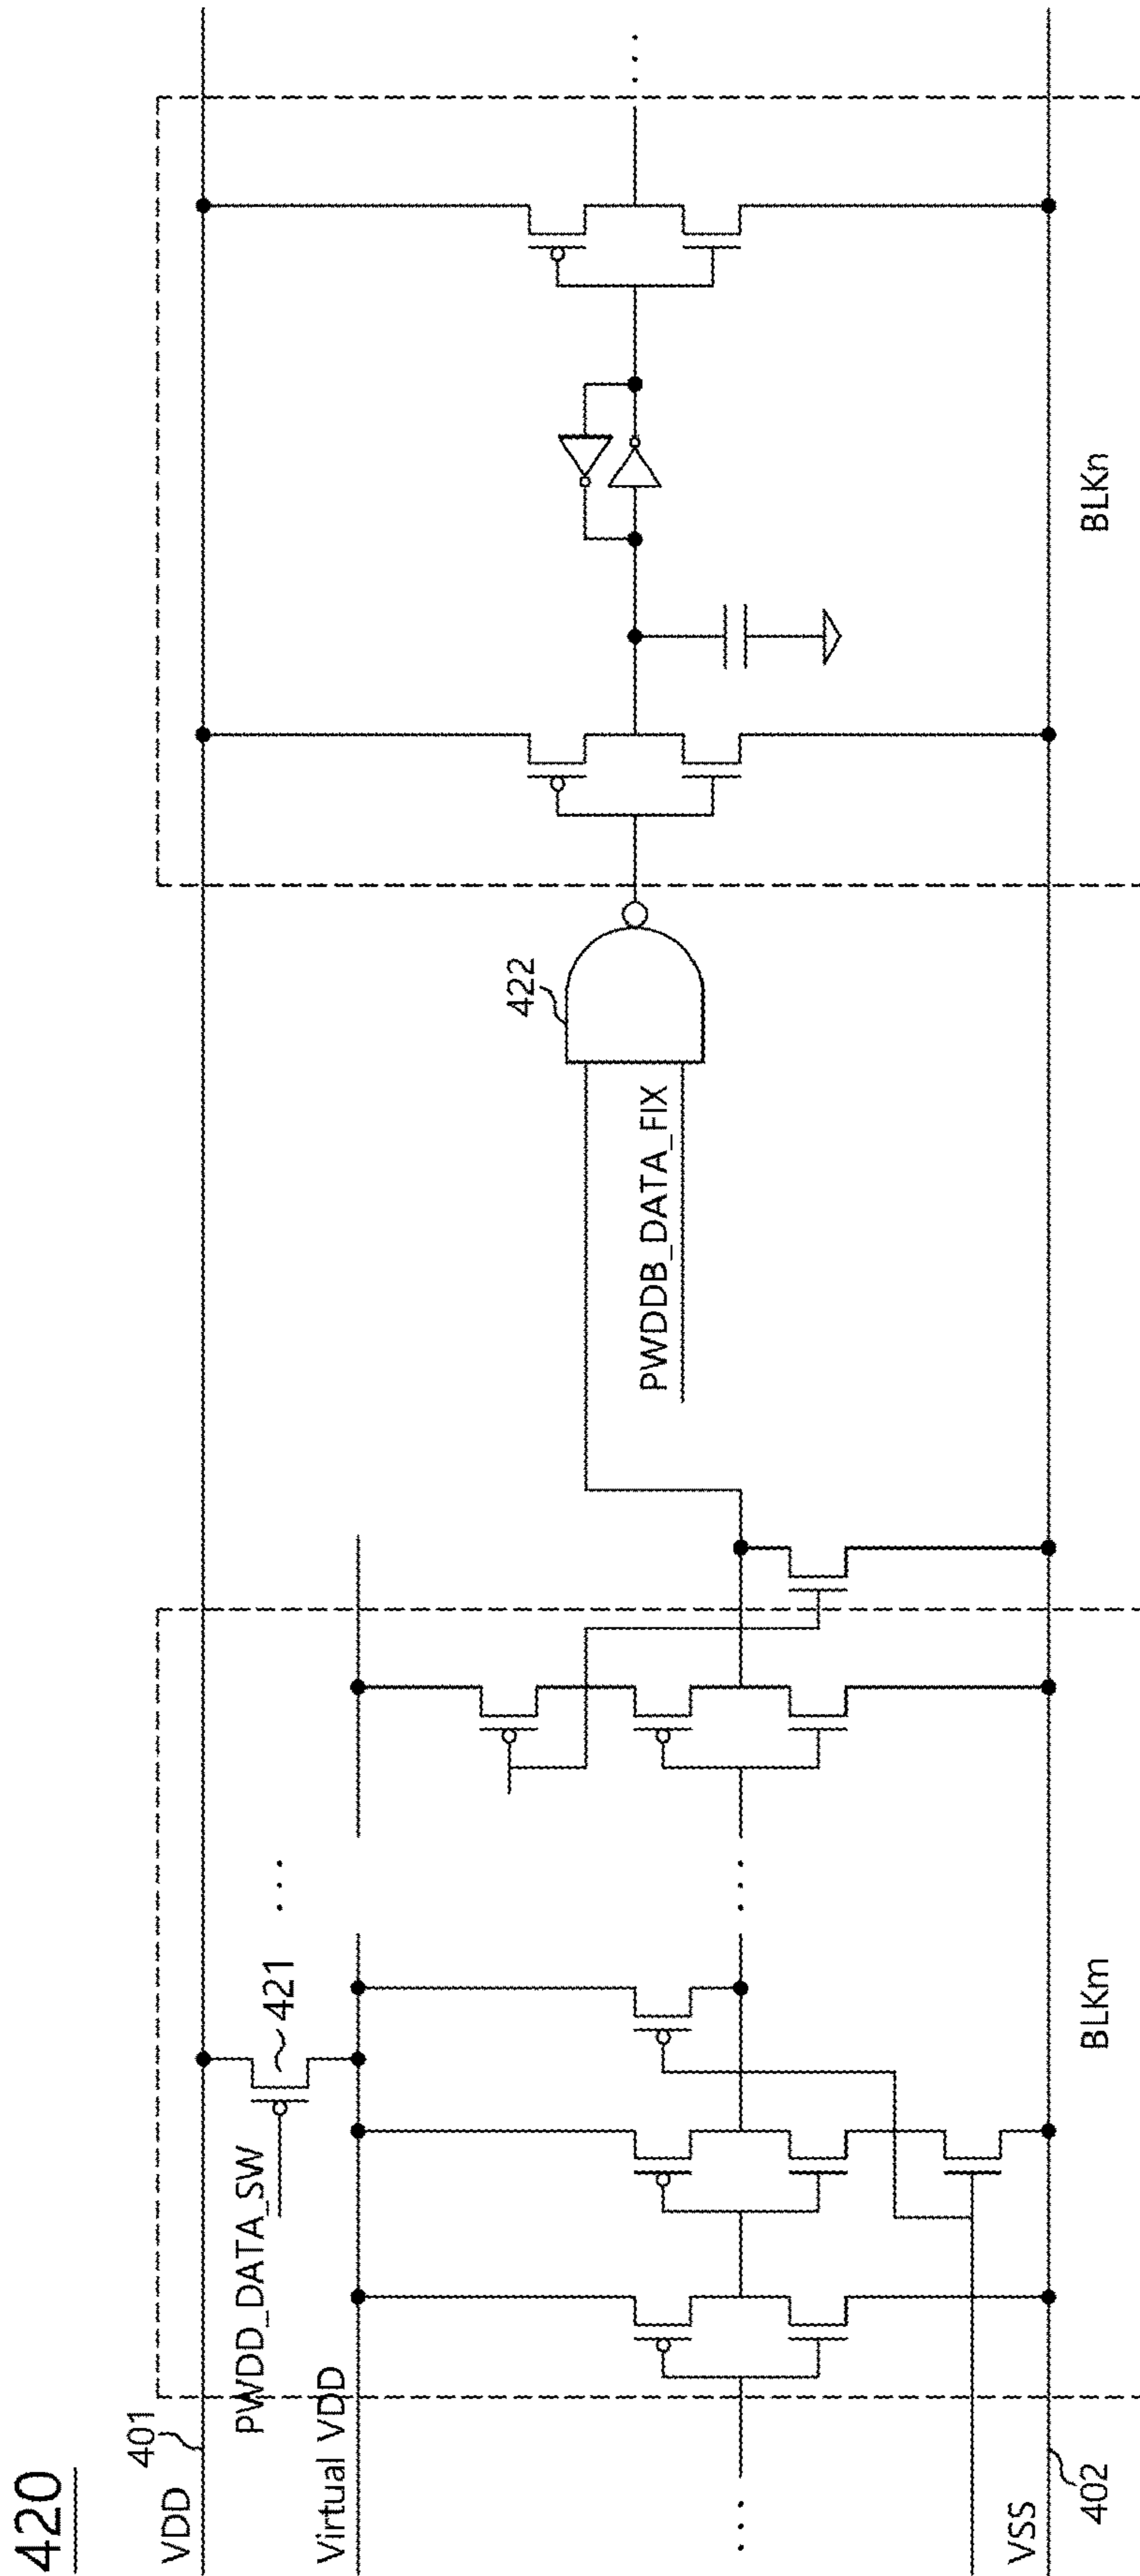 420
VDD
401
PWDD_DATA_SW
421
Virtual VDD
422
PWDDB_DATA_FIX
VSS
402
BLKm
BLKn